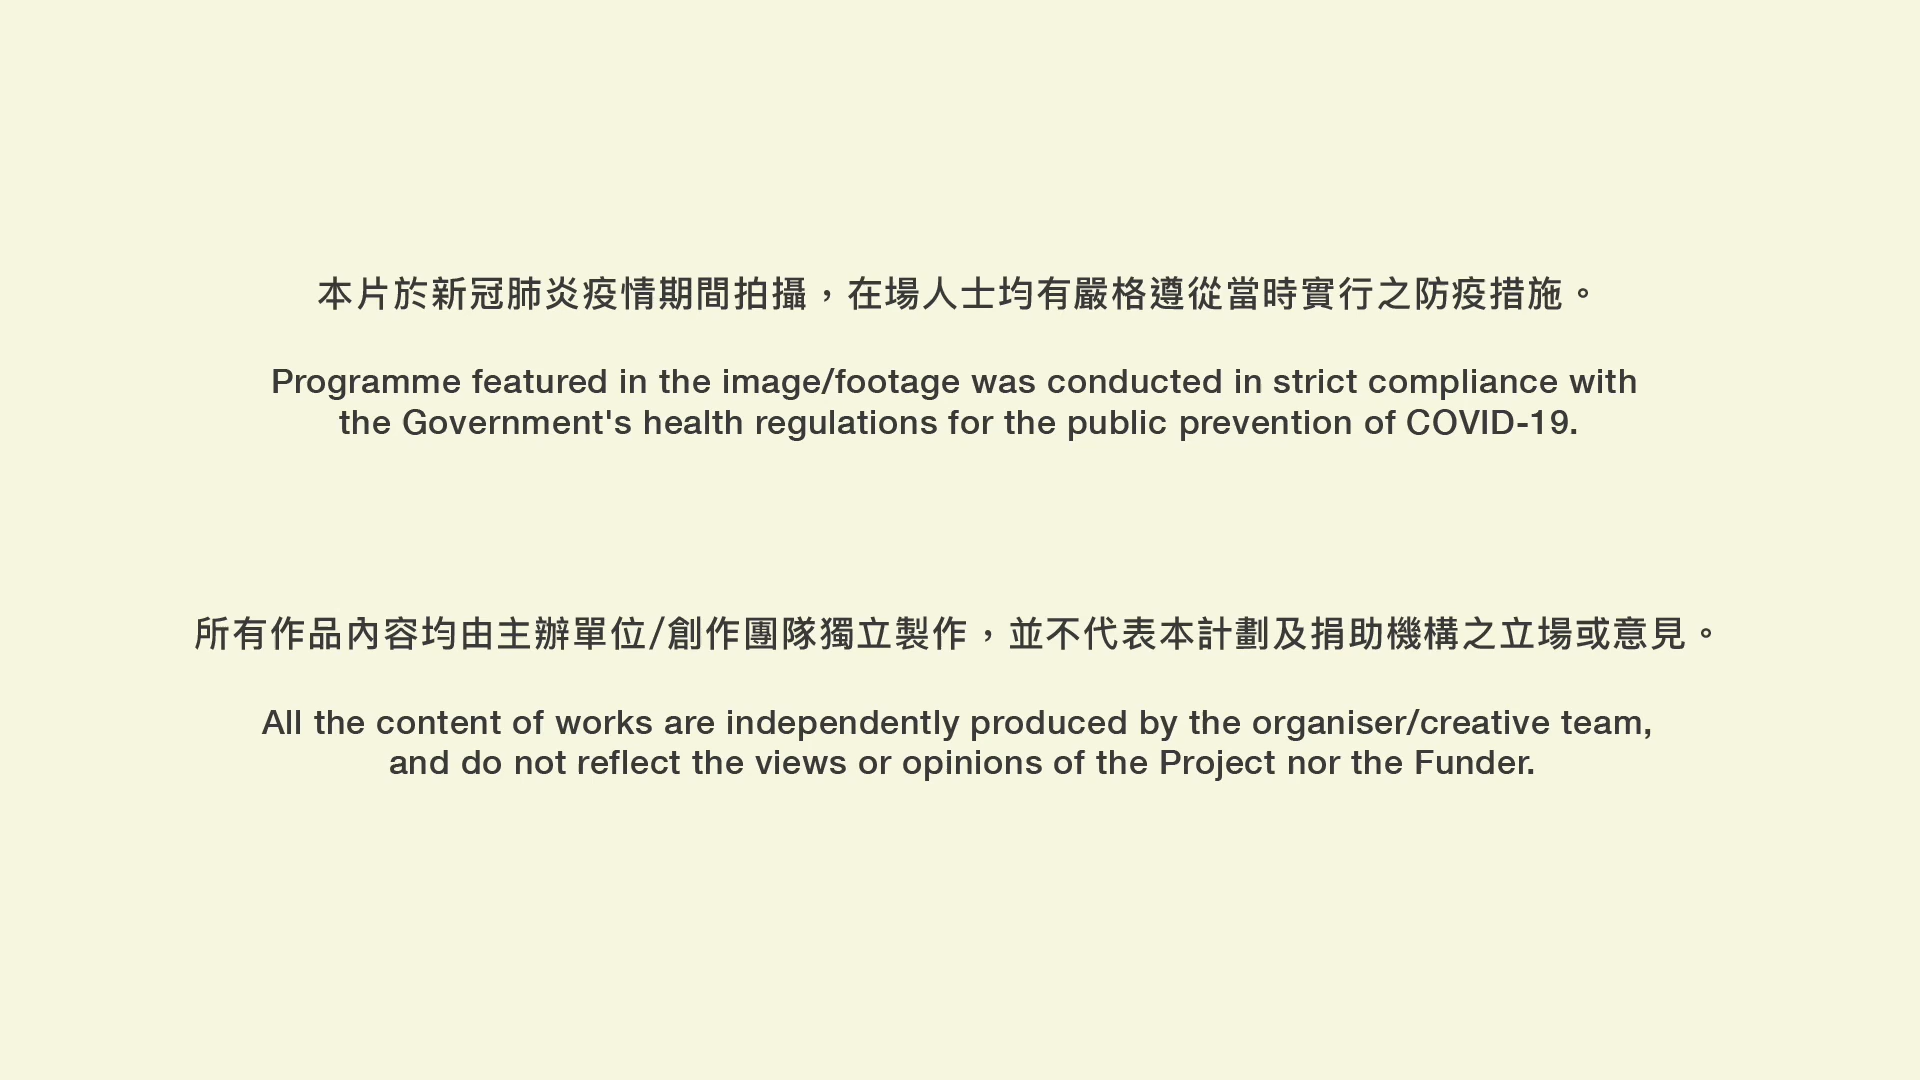 本片於新冠肺炎疫情期間拍攝，在場人士均有嚴格遵從當時實行之防疫措施。
Programme featured in the image/footage was conducted in strict compliance with
the Government's health regulations for the public prevention of COVID-19.
所有作品內容均由主辦單位/創作團隊獨立製作，並不代表本計劃及捐助機構之立場或意見。
All the content of works are independently produced by the organiser/creative team,
and do not reflect the views or opinions of the Project nor the Funder.